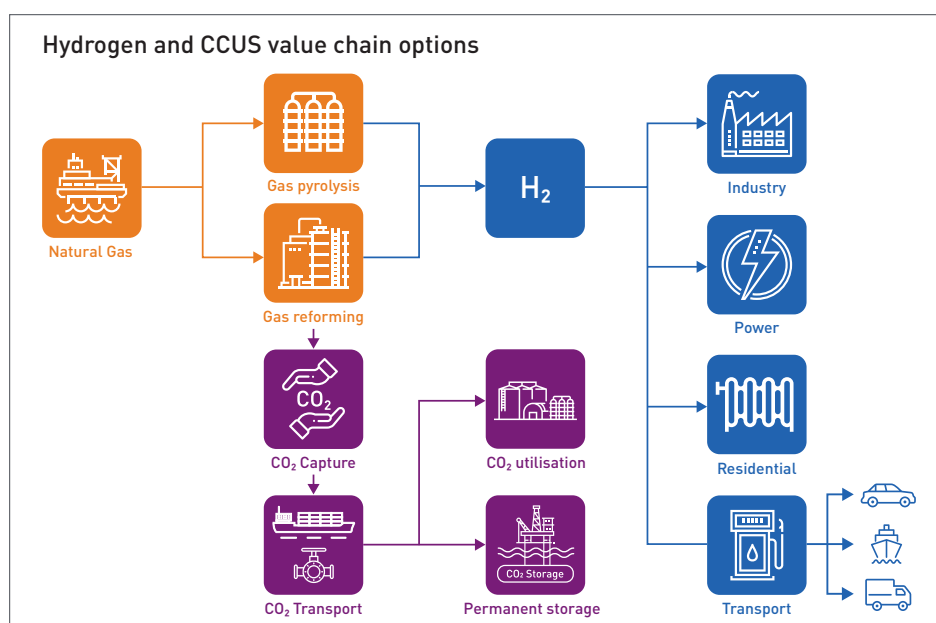 Hydrogen and CCUS value chain options
Natural Gas
Gas pyrolysis
Gas reforming
H₂
Industry
Power
Residential
Transport
CO₂
CO₂ Capture
CO₂ Transport
CO₂ utilisation
CO₂ Storage
Permanent storage